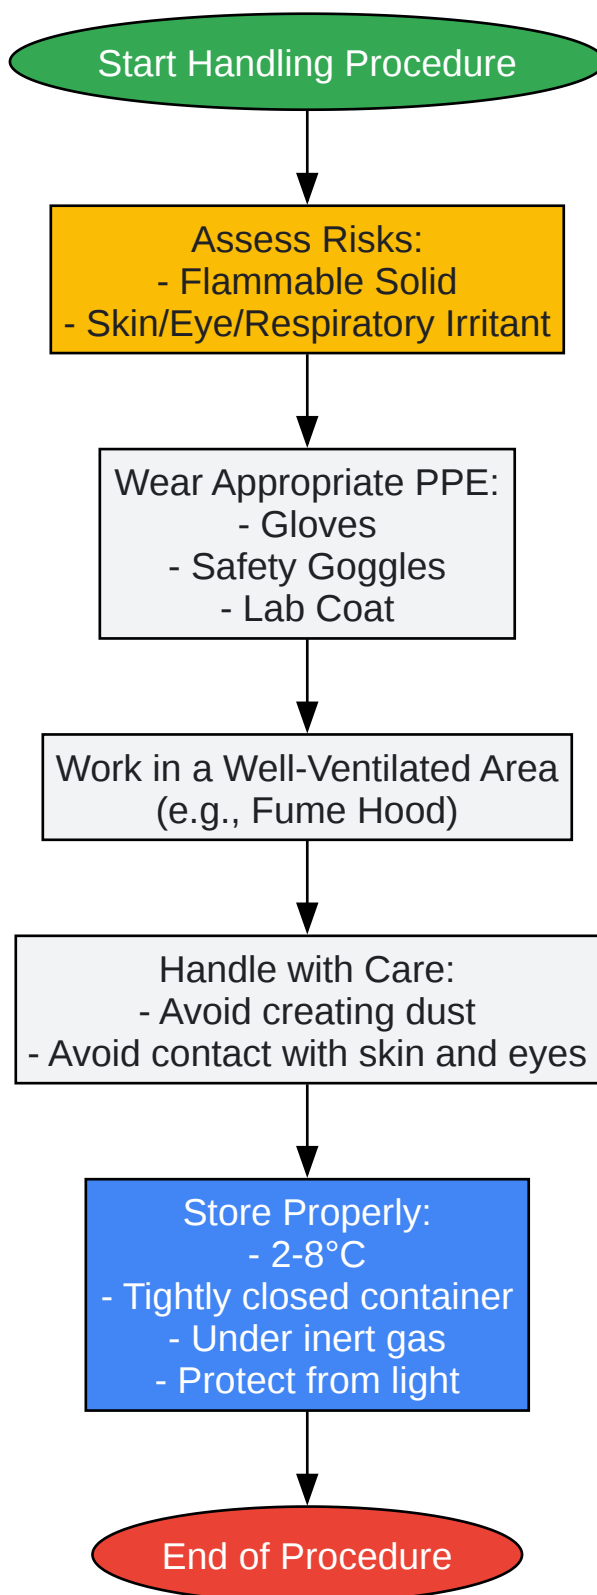 Start Handling Procedure
Assess Risks:
- Flammable Solid
- Skin/Eye/Respiratory Irritant
Wear Appropriate PPE:
- Gloves
- Safety Goggles
- Lab Coat
Work in a Well-Ventilated Area
(e.g., Fume Hood)
Handle with Care:
- Avoid creating dust
- Avoid contact with skin and eyes
Store Properly:
- 2-8°C
- Tightly closed container
- Under inert gas
- Protect from light
End of Procedure